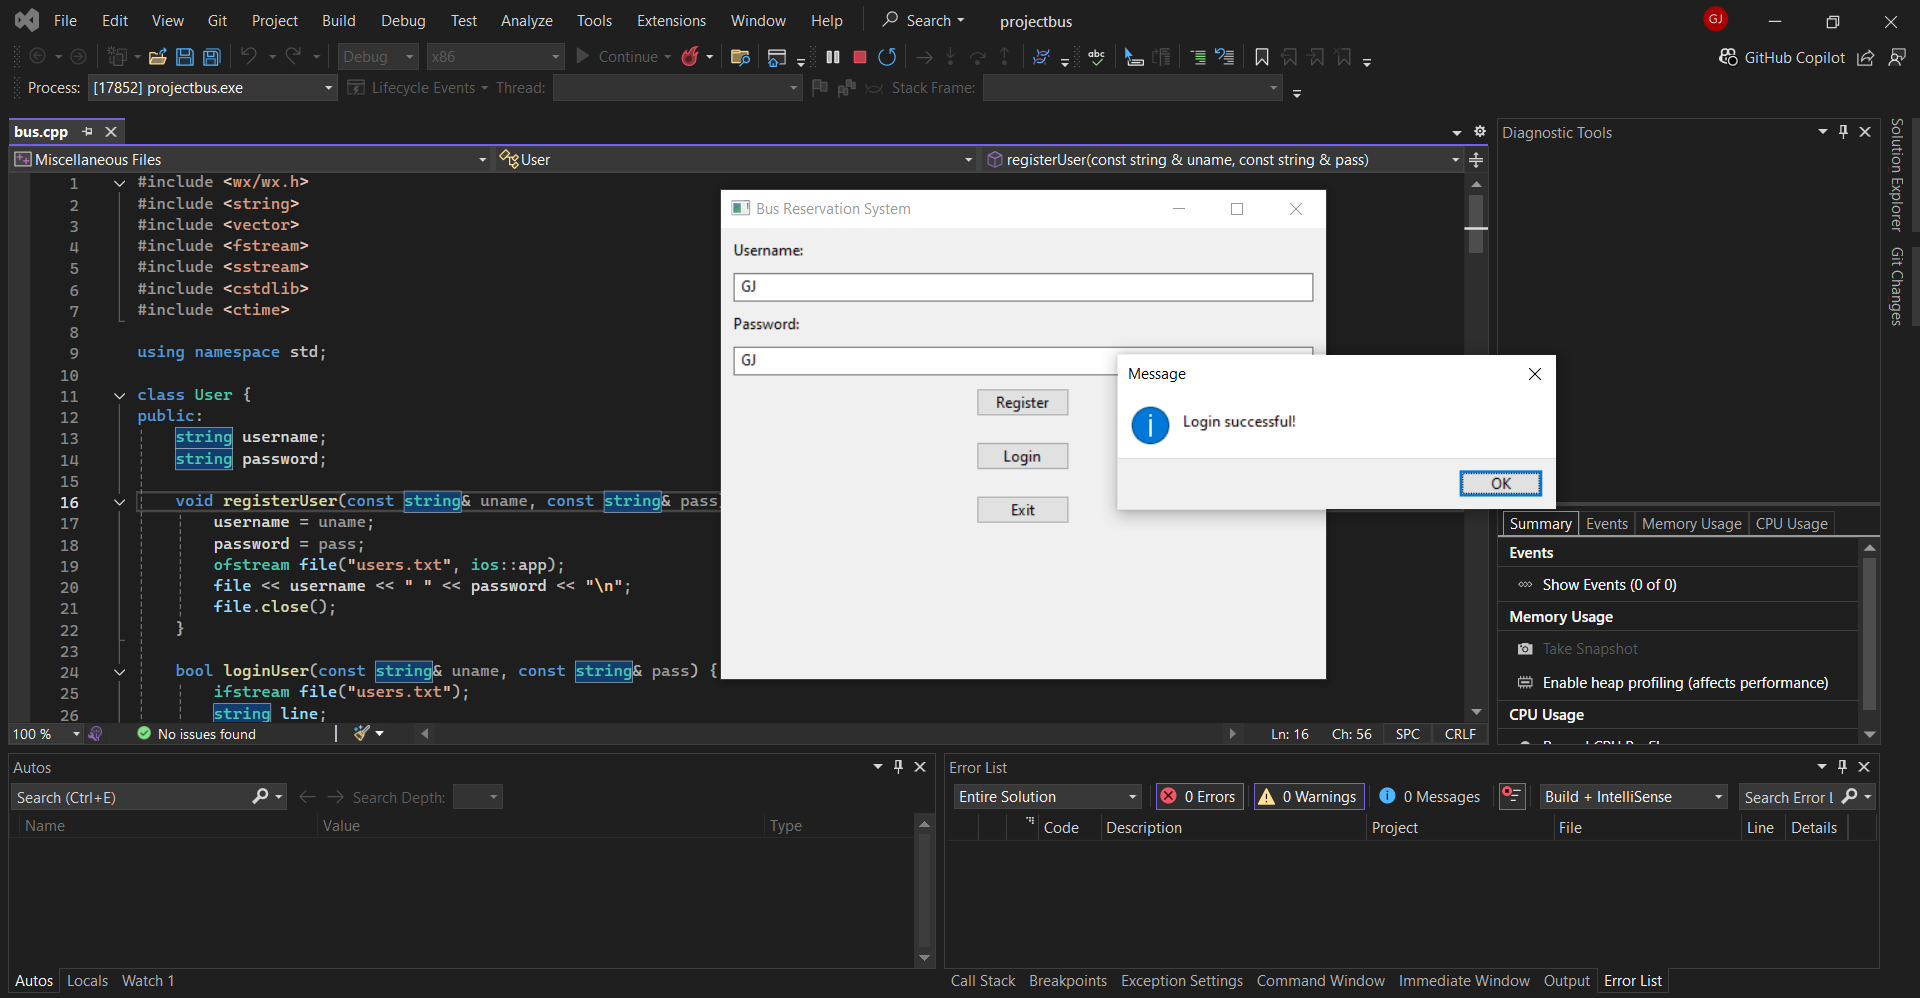 File Edit View Git Project Build Debug Test Analyze Tools Extensions Window Help Search projectbus GJ
Debug x86 Continue abc GitHub Copilot
Process: [17852] projectbus.exe Lifecycle Events Thread: Stack Frame:
bus.cpp
Miscellaneous Files User registerUser(const string & uname, const string & pass)
1 #include <wx/wx.h>
2 #include <string>
3 #include <vector>
4 #include <fstream>
5 #include <sstream>
6 #include <cstdlib>
7 #include <ctime>
8
9 using namespace std;
10
11 class User {
12 public:
13 string username;
14 string password;
15
16 void registerUser(const string& uname, const string& pass
17 username = uname;
18 password = pass;
19 ofstream file("users.txt", ios::app);
20 file << username << " " << password << "\n";
21 file.close();
22 }
23
24 bool loginUser(const string& uname, const string& pass) {
25 ifstream file("users.txt");
26 string line;
100 % No issues found Ln: 16 Ch: 56 SPC CRLF
Bus Reservation System
Username:
GJ
Password:
GJ
Register
Login
Exit
Message
Login successful!
OK
Diagnostic Tools
Summary Events Memory Usage CPU Usage
Events
Show Events (0 of 0)
Memory Usage
Take Snapshot
Enable heap profiling (affects performance)
CPU Usage
Solution Explorer
Git Changes
Autos
Search (Ctrl+E) Search Depth:
Name Value Type
Autos Locals Watch 1
Error List
Entire Solution 0 Errors 0 Warnings 0 Messages Build + IntelliSense Search Error L
Code Description Project File Line Details
Call Stack Breakpoints Exception Settings Command Window Immediate Window Output Error List